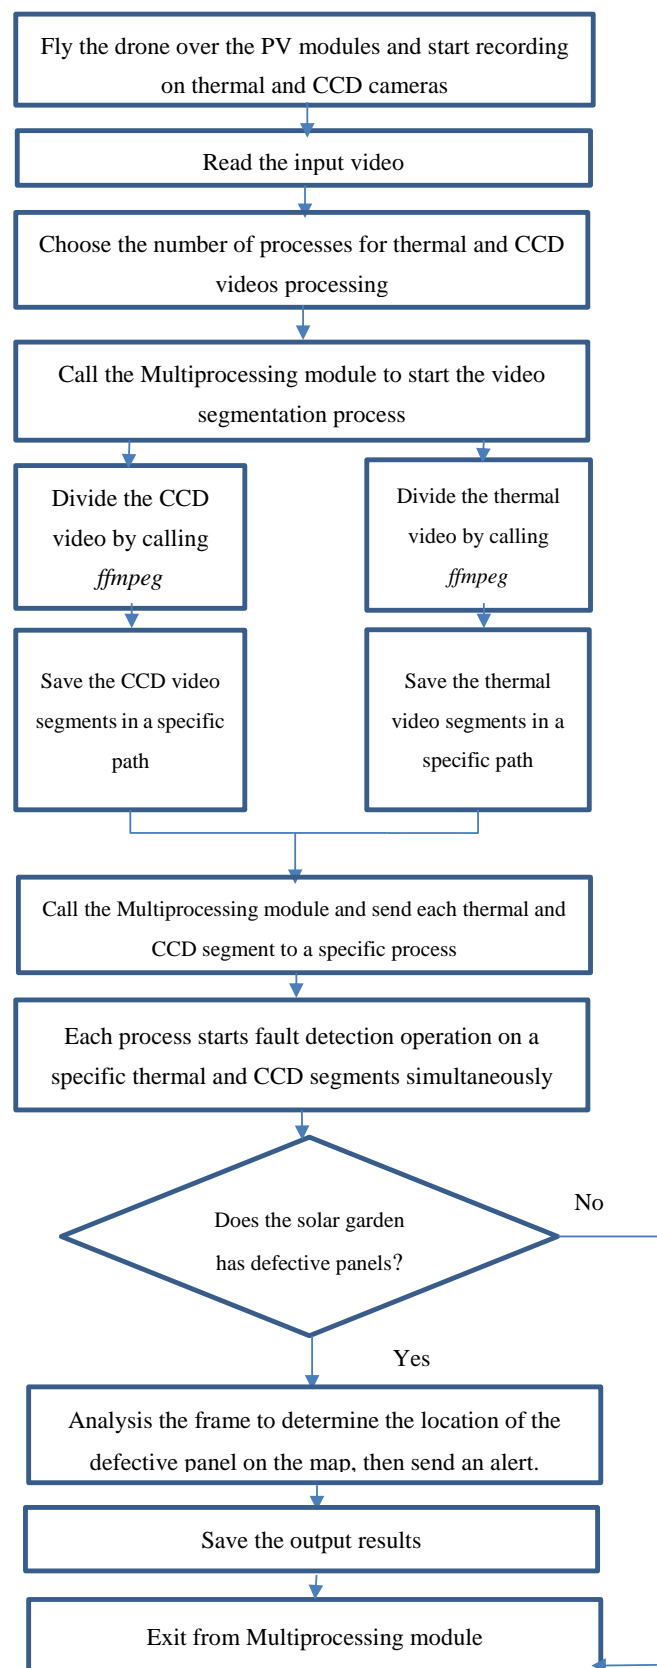 Fly the drone over the PV modules and start recording
on thermal and CCD cameras
Read the input video
Choose the number of processes for thermal and CCD
videos processing
Call the Multiprocessing module to start the video
segmentation process
Divide the CCD
video by calling
ffmpeg
Divide the thermal
video by calling
ffmpeg
Save the CCD video
segments in a specific
path
Save the thermal
video segments in a
specific path
Call the Multiprocessing module and send each thermal and
CCD segment to a specific process
Each process starts fault detection operation on a
specific thermal and CCD segments simultaneously
Does the solar garden
has defective panels?
No
Yes
Analysis the frame to determine the location of the
defective panel on the map, then send an alert.
Save the output results
Exit from Multiprocessing module